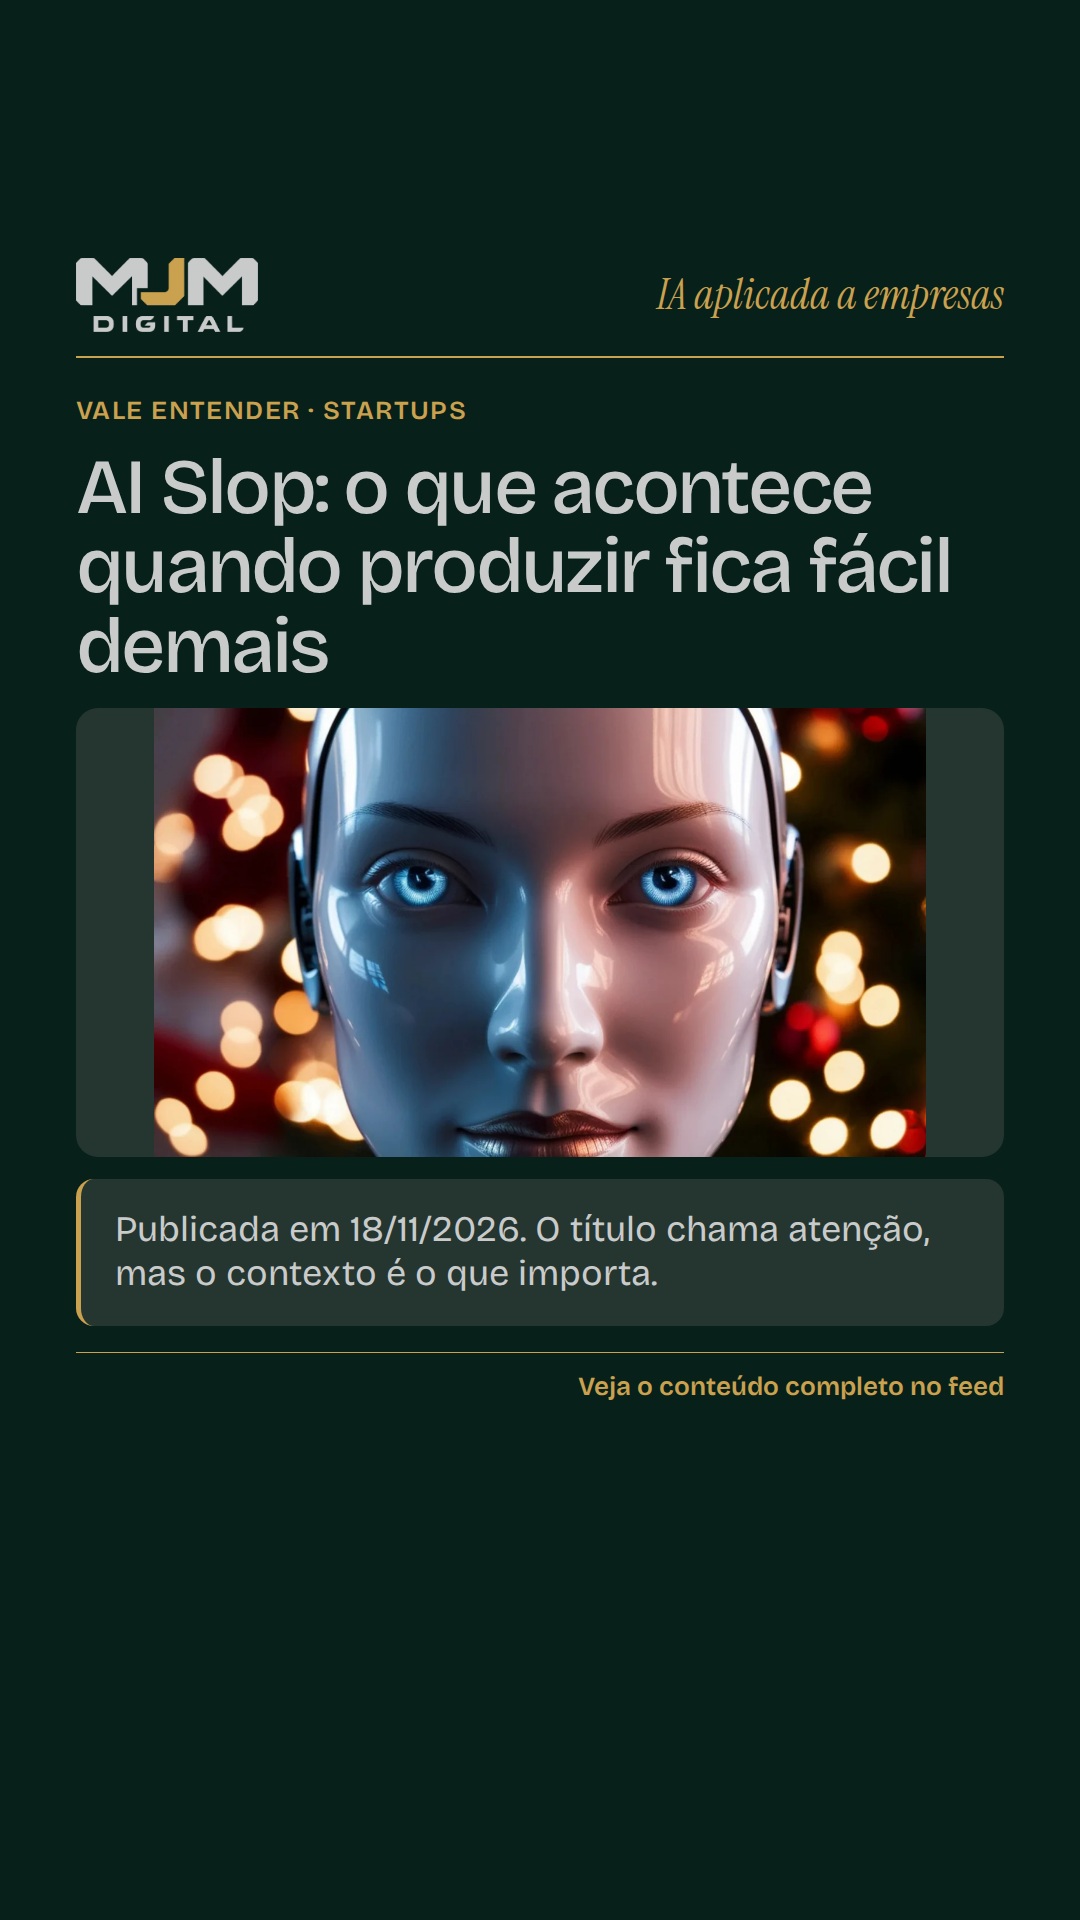 MJM
DIGITAL
IA aplicada a empresas
VALE ENTENDER · STARTUPS
AI Slop: o que acontece
quando produzir fica fácil
demais
Publicada em 18/11/2026. O título chama atenção,
mas o contexto é o que importa.
Veja o conteúdo completo no feed